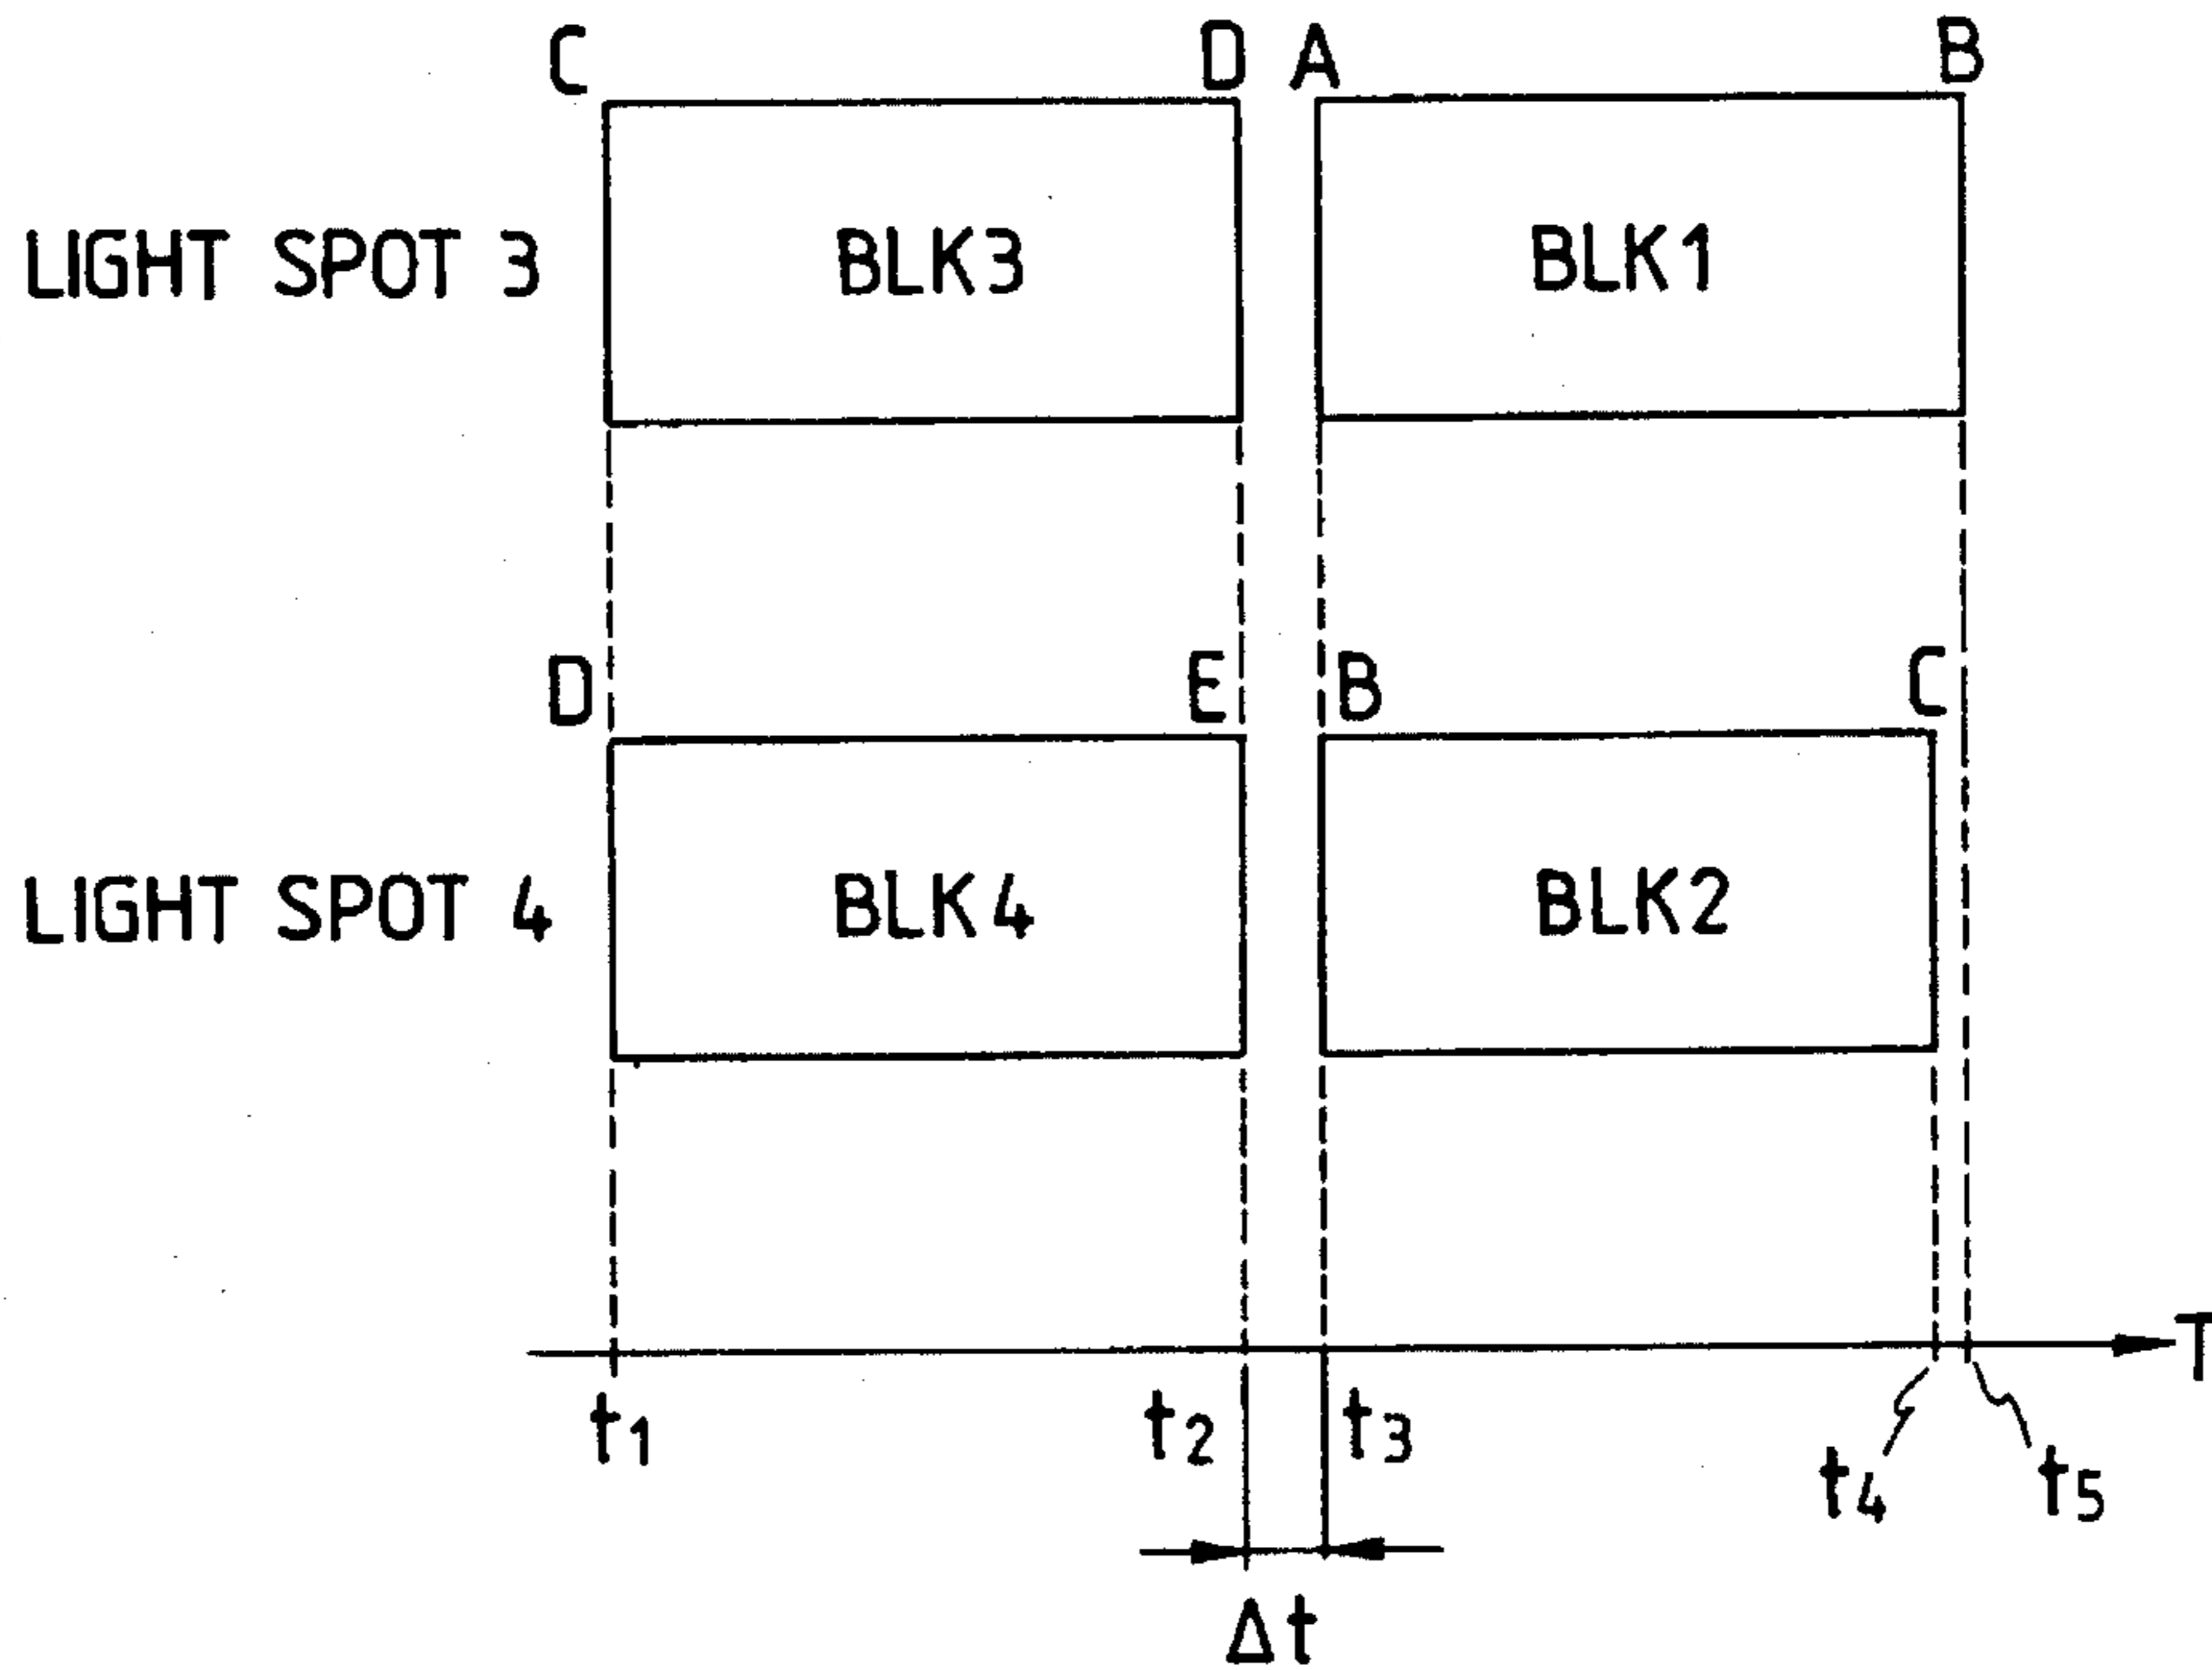 C D A B
LIGHT SPOT 3 BLK3 BLK1
D E B C
LIGHT SPOT 4 BLK4 BLK2
T
t1 t2 t3 t4 t5
Δt